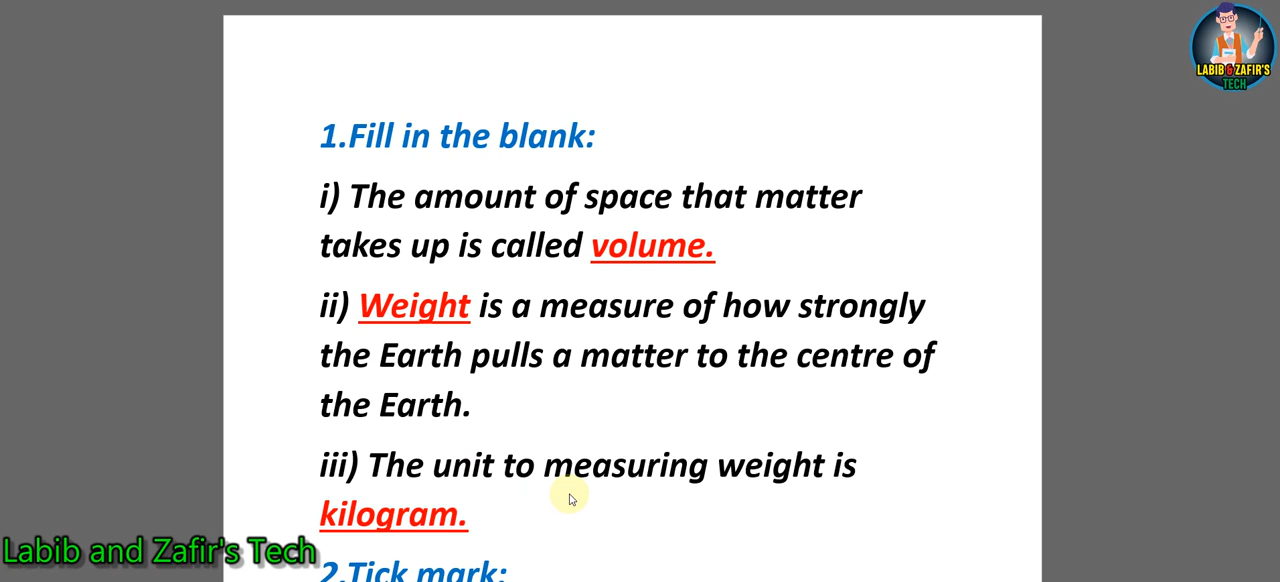 1.Fill in the blank:
i) The amount of space that matter
takes up is called volume.
ii) Weight is a measure of how strongly
the Earth pulls a matter to the centre of
the Earth.
iii) The unit to measuring weight is
kilogram.
2.Tick mark:
Labib and Zafir's Tech
LABIB & ZAFIR'S
TECH